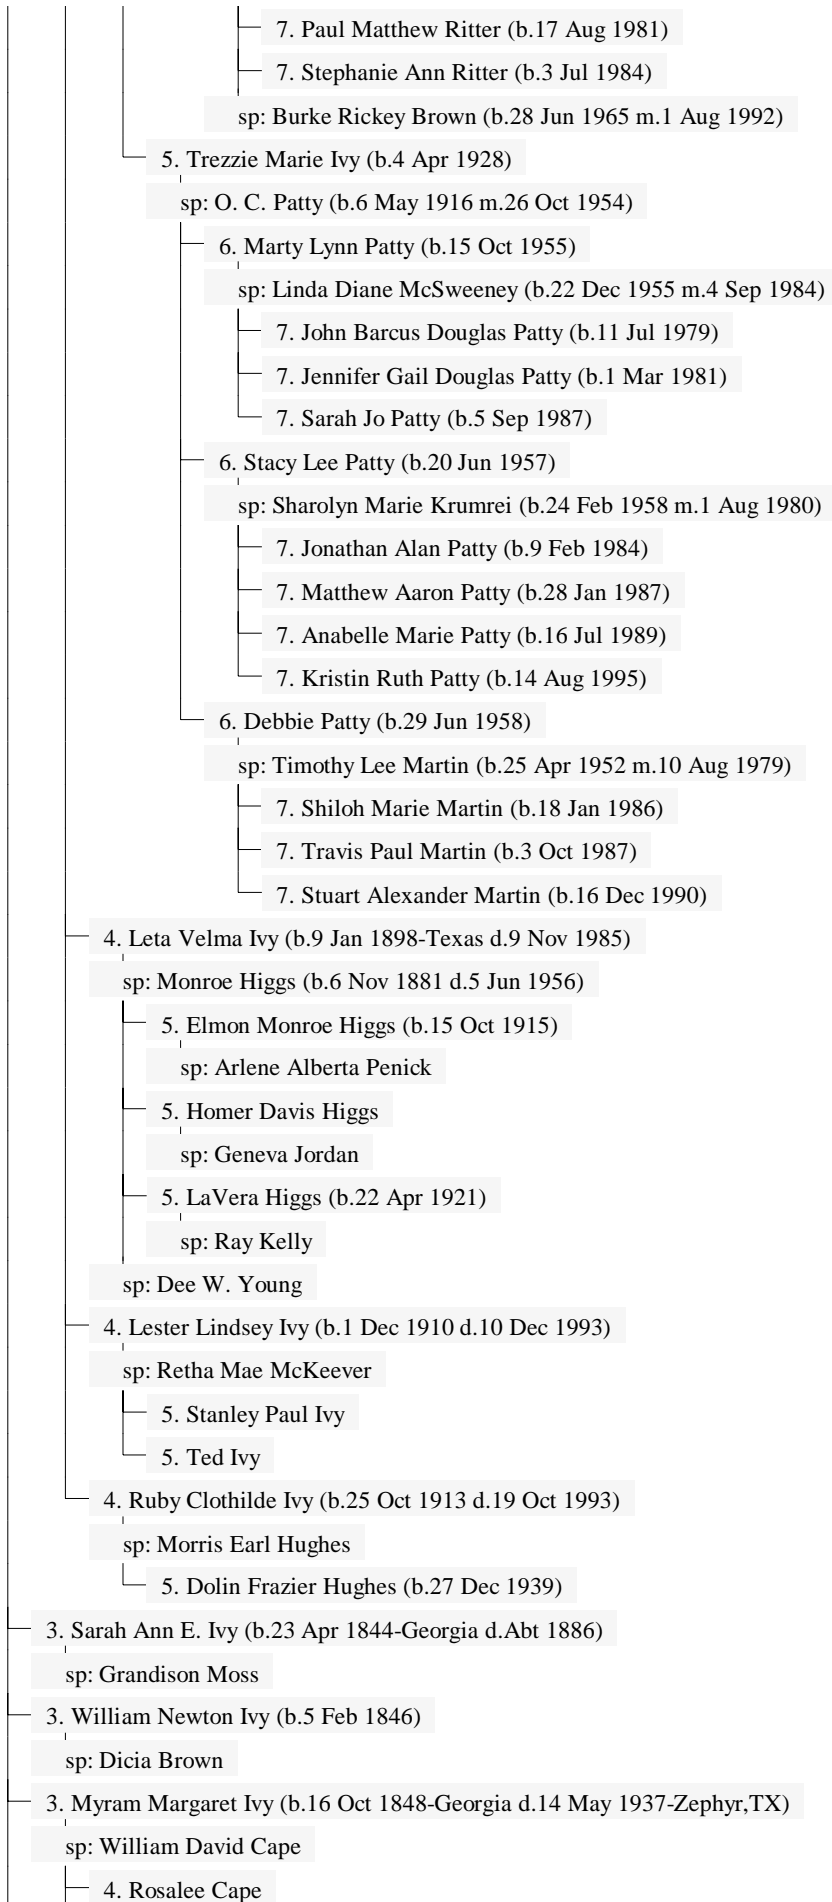 7. Paul Matthew Ritter (b.17 Aug 1981)
7. Stephanie Ann Ritter (b.3 Jul 1984)
sp: Burke Rickey Brown (b.28 Jun 1965 m.1 Aug 1992)
5. Trezzie Marie Ivy (b.4 Apr 1928)
sp: O. C. Patty (b.6 May 1916 m.26 Oct 1954)
6. Marty Lynn Patty (b.15 Oct 1955)
sp: Linda Diane McSweeney (b.22 Dec 1955 m.4 Sep 1984)
7. John Barcus Douglas Patty (b.11 Jul 1979)
7. Jennifer Gail Douglas Patty (b.1 Mar 1981)
7. Sarah Jo Patty (b.5 Sep 1987)
6. Stacy Lee Patty (b.20 Jun 1957)
sp: Sharolyn Marie Krumrei (b.24 Feb 1958 m.1 Aug 1980)
7. Jonathan Alan Patty (b.9 Feb 1984)
7. Matthew Aaron Patty (b.28 Jan 1987)
7. Anabelle Marie Patty (b.16 Jul 1989)
7. Kristin Ruth Patty (b.14 Aug 1995)
6. Debbie Patty (b.29 Jun 1958)
sp: Timothy Lee Martin (b.25 Apr 1952 m.10 Aug 1979)
7. Shiloh Marie Martin (b.18 Jan 1986)
7. Travis Paul Martin (b.3 Oct 1987)
7. Stuart Alexander Martin (b.16 Dec 1990)
4. Leta Velma Ivy (b.9 Jan 1898-Texas d.9 Nov 1985)
sp: Monroe Higgs (b.6 Nov 1881 d.5 Jun 1956)
5. Elmon Monroe Higgs (b.15 Oct 1915)
sp: Arlene Alberta Penick
5. Homer Davis Higgs
sp: Geneva Jordan
5. LaVera Higgs (b.22 Apr 1921)
sp: Ray Kelly
sp: Dee W. Young
4. Lester Lindsey Ivy (b.1 Dec 1910 d.10 Dec 1993)
sp: Retha Mae McKeever
5. Stanley Paul Ivy
5. Ted Ivy
4. Ruby Clothilde Ivy (b.25 Oct 1913 d.19 Oct 1993)
sp: Morris Earl Hughes
5. Dolin Frazier Hughes (b.27 Dec 1939)
3. Sarah Ann E. Ivy (b.23 Apr 1844-Georgia d.Abt 1886)
sp: Grandison Moss
3. William Newton Ivy (b.5 Feb 1846)
sp: Dicia Brown
3. Myram Margaret Ivy (b.16 Oct 1848-Georgia d.14 May 1937-Zephyr,TX)
sp: William David Cape
4. Rosalee Cape